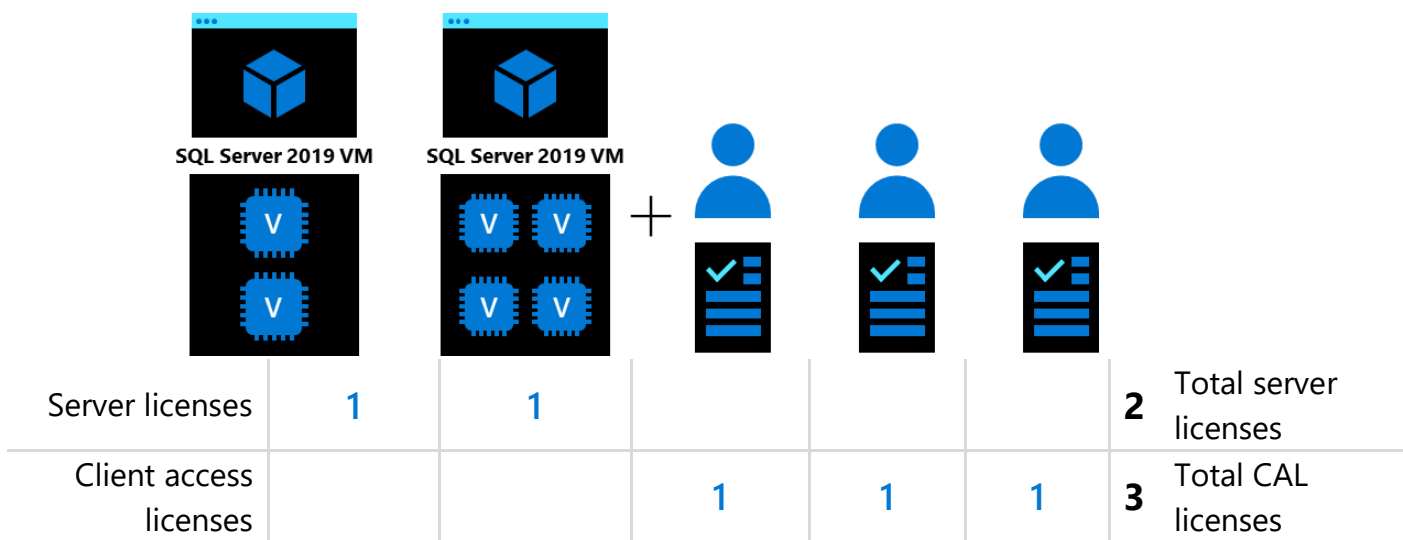 SQL Server 2019 VM
SQL Server 2019 VM
V
V
V
V
V
V
Server licenses 1 1 2 Total server
licenses
Client access
licenses 1 1 1 3 Total CAL
licenses